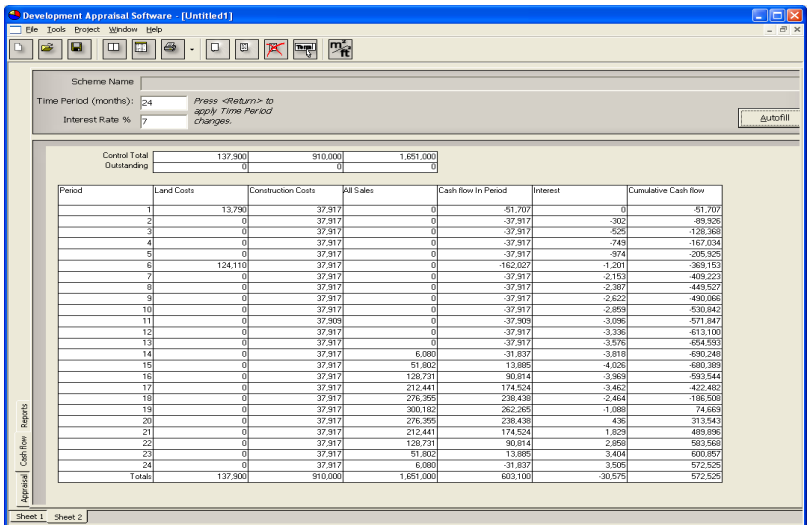 Development Appraisal Software - [Untitled1]
File Tools Project Window Help
m² ft
Scheme Name
Time Period (months): 24 Press <Return> to
apply Time Period
Interest Rate % 7 changes.
Autofill
Control Total 137,900 910,000 1,651,000
Outstanding 0 0 0
Period Land Costs Construction Costs All Sales Cash flow In Period Interest Cumulative Cash flow
1 13,790 37,917 0 -51,707 0 -51,707
2 0 37,917 0 -37,917 -302 -89,926
3 0 37,917 0 -37,917 -525 -128,368
4 0 37,917 0 -37,917 -749 -167,034
5 0 37,917 0 -37,917 -974 -205,925
6 124,110 37,917 0 -162,027 -1,201 -369,153
7 0 37,917 0 -37,917 -2,153 -409,223
8 0 37,917 0 -37,917 -2,387 -449,527
9 0 37,917 0 -37,917 -2,622 -490,066
10 0 37,917 0 -37,917 -2,859 -530,842
11 0 37,909 0 -37,909 -3,096 -571,847
12 0 37,917 0 -37,917 -3,336 -613,100
13 0 37,917 0 -37,917 -3,576 -654,593
14 0 37,917 6,080 -31,837 -3,818 -690,248
15 0 37,917 51,802 13,885 -4,026 -680,389
16 0 37,917 128,731 90,814 -3,969 -593,544
17 0 37,917 212,441 174,524 -3,462 -422,482
18 0 37,917 276,355 238,438 -2,464 -186,508
19 0 37,917 300,182 262,265 -1,088 74,669
20 0 37,917 276,355 238,438 436 313,543
21 0 37,917 212,441 174,524 1,829 489,896
22 0 37,917 128,731 90,814 2,858 583,568
23 0 37,917 51,802 13,885 3,404 600,857
24 0 37,917 6,080 -31,837 3,505 572,525
Totals 137,900 910,000 1,651,000 603,100 -30,575 572,525
Reports
Cash flow
Appraisal
Sheet 1 Sheet 2